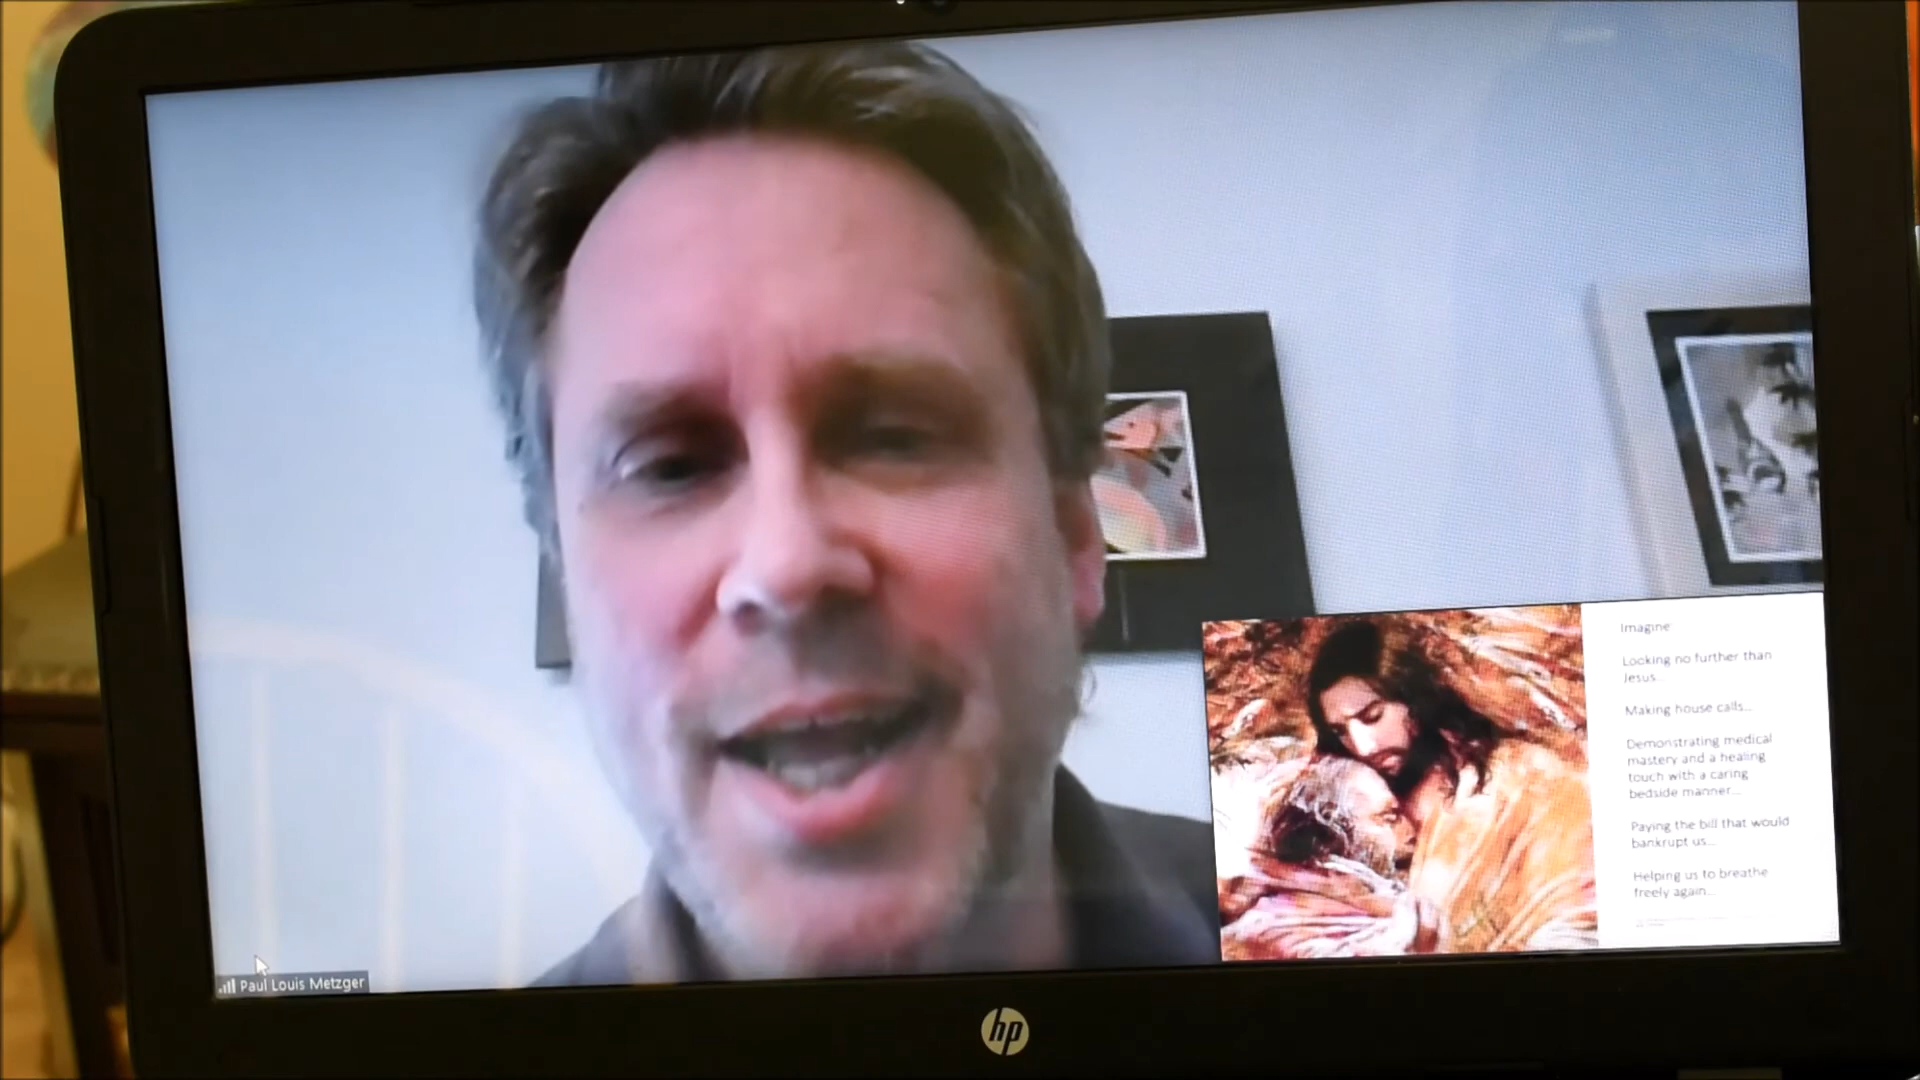 Imagine
Looking no further than
Jesus...
Making house calls...
Demonstrating medical
mastery and a healing
touch with a caring
bedside manner...
Paying the bill that would
bankrupt us...
Helping us to breathe
freely again...
Paul Louis Metzger
hp